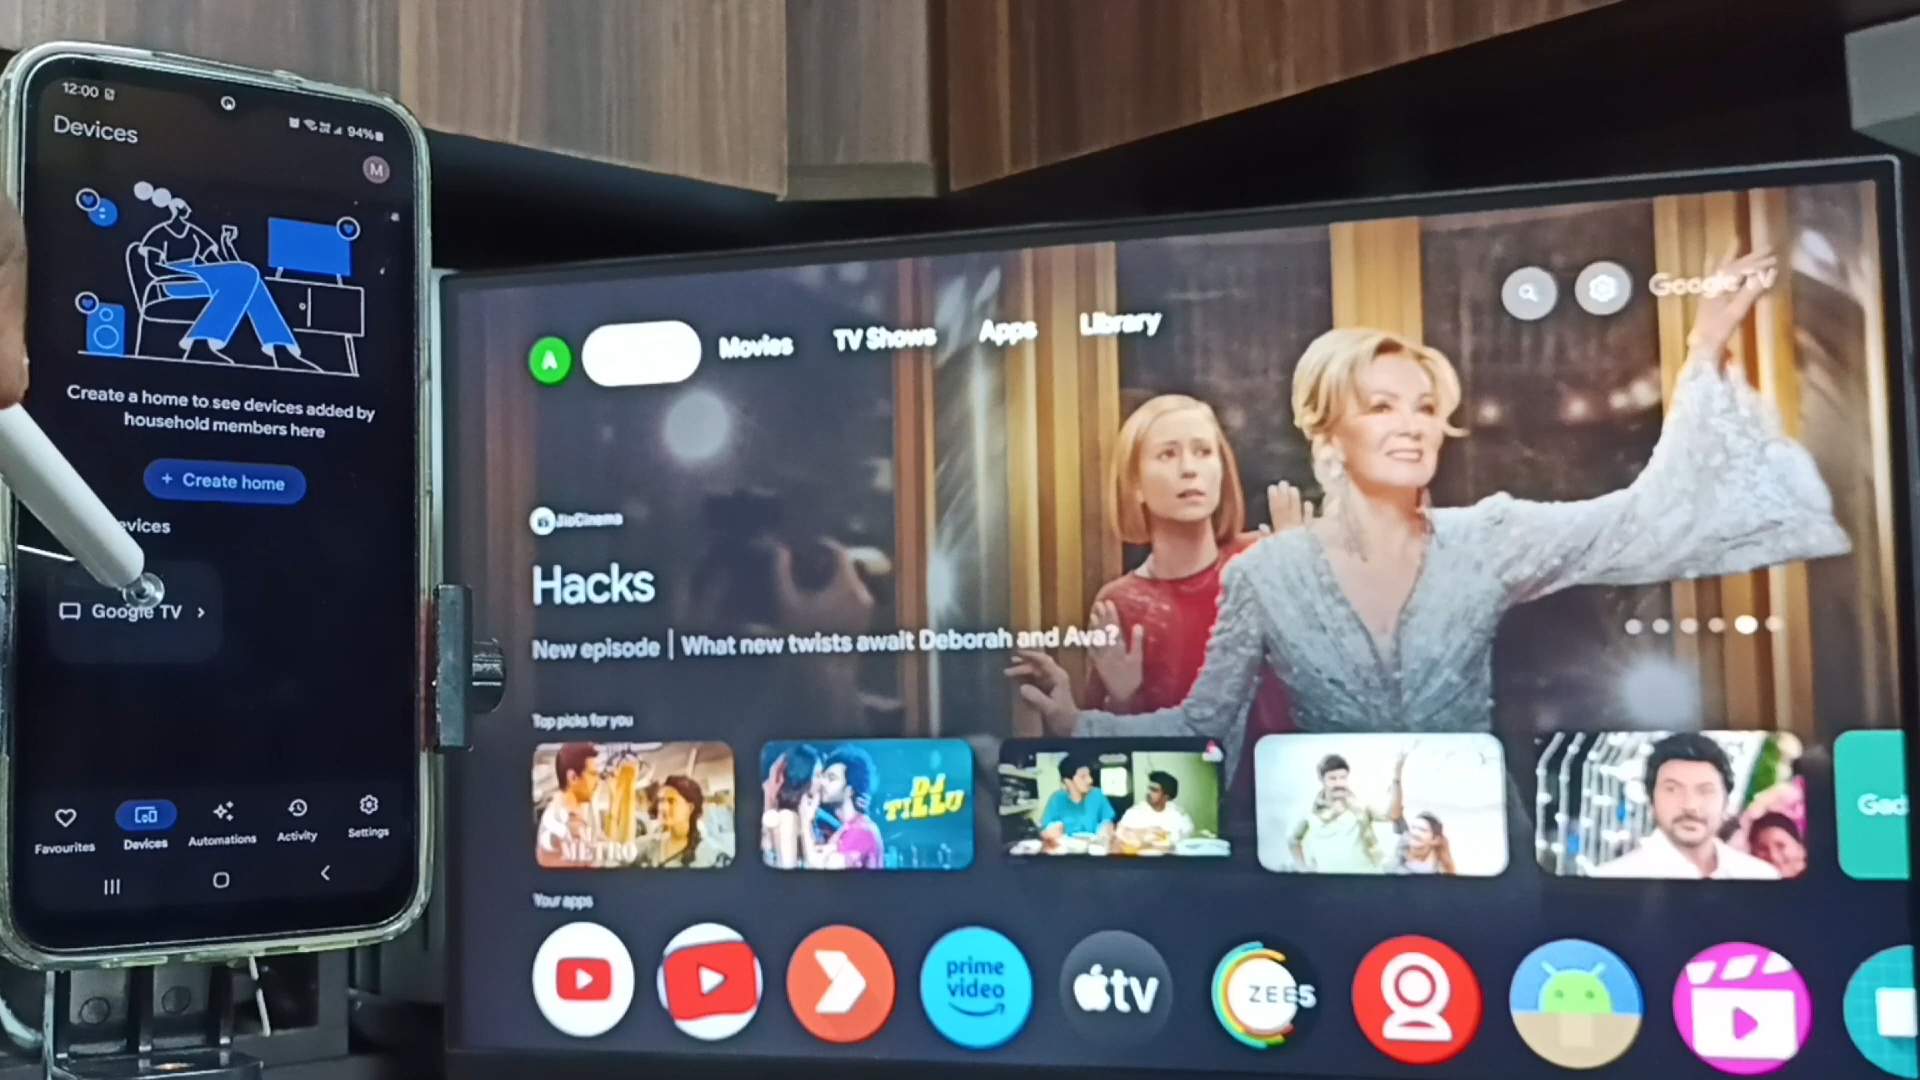 12:00
94%
Devices
M
Create a home to see devices added by
household members here
+ Create home
evices
Google TV >
Favourites
Devices
Automations
Activity
Settings
A
Movies
TV Shows
Apps
Library
Google TV
JioCinema
Hacks
New episode | What new twists await Deborah and Ava?
Top picks for you
METRO
DJ
TILLU
Your apps
prime
video
tv
ZEE5